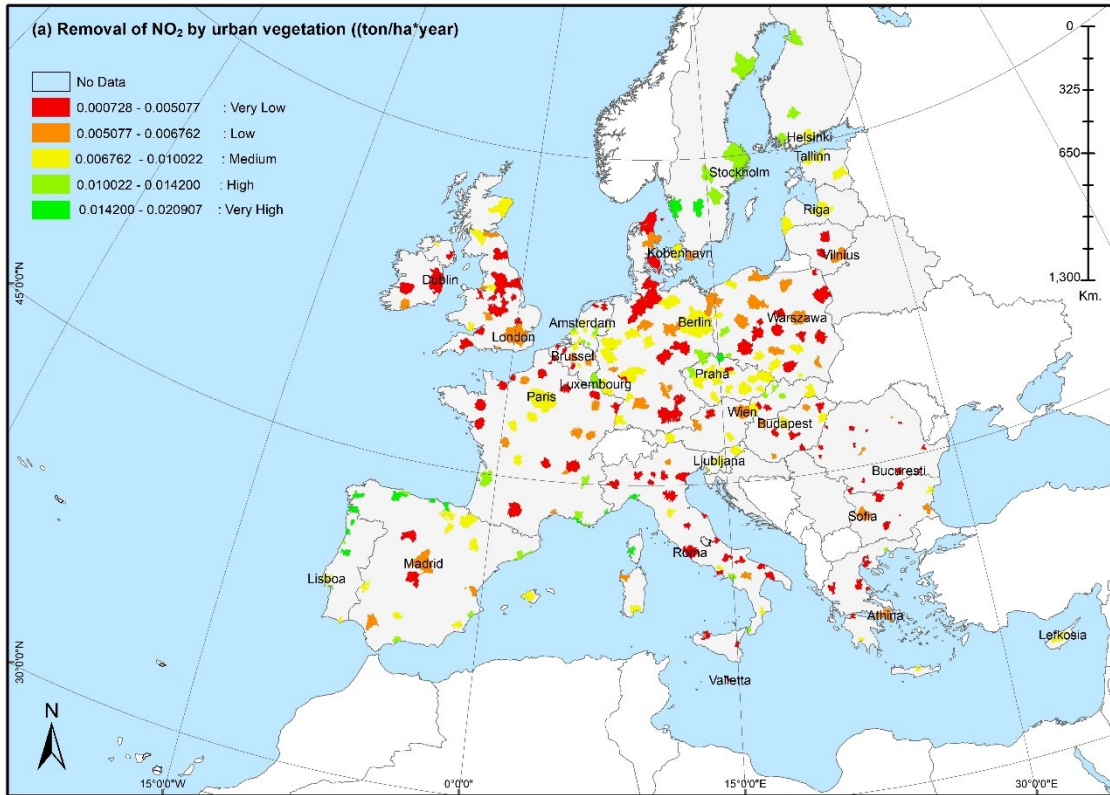 (a) Removal of NO₂ by urban vegetation ((ton/ha*year)
No Data
0.000728 - 0.005077 : Very Low
0.005077 - 0.006762 : Low
0.006762 - 0.010022 : Medium
0.010022 - 0.014200 : High
0.014200 - 0.020907 : Very High
0
325
650
1,300
Km.
Helsinki
Tallinn
Stockholm
Riga
Kobenhavn
Vilnius
Dublin
Amsterdam
Berlin
Warszawa
London
Brussel
Praha
Luxembourg
Paris
Wien
Budapest
Ljubljana
Bucuresti
Sofia
Roma
Madrid
Lisboa
Athina
Lefkosia
Valletta
45°0'0"N
30°0'0"N
N
15°0'0"W
0°0'0"
15°0'0"E
30°0'0"E